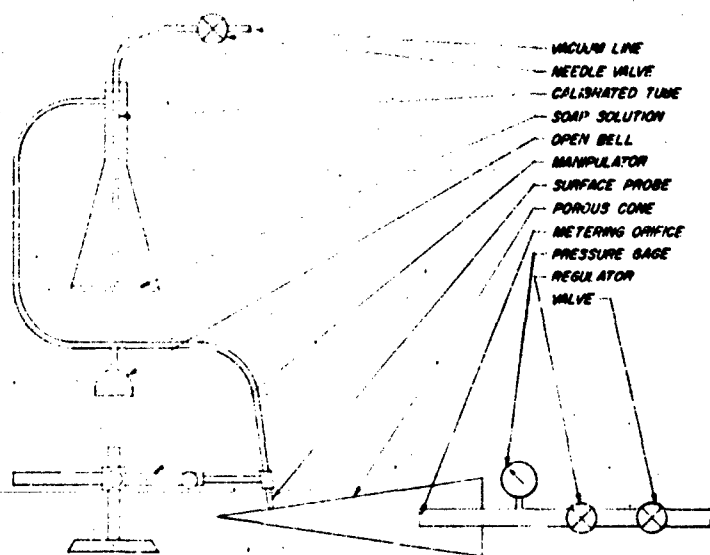 VACUUM LINE
NEEDLE VALVE
CALIBRATED TUBE
SOAP SOLUTION
OPEN BELL
MANIPULATOR
SURFACE PROBE
POROUS CONE
METERING ORIFICE
PRESSURE GAGE
REGULATOR
VALVE